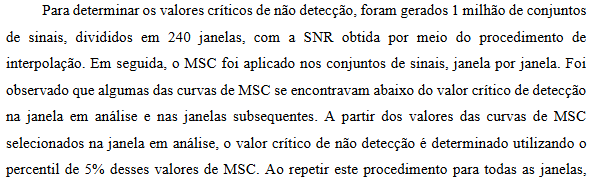 Para determinar os valores críticos de não detecção, foram gerados 1 milhão de conjuntos
de sinais, divididos em 240 janelas, com a SNR obtida por meio do procedimento de
interpolação. Em seguida, o MSC foi aplicado nos conjuntos de sinais, janela por janela. Foi
observado que algumas das curvas de MSC se encontravam abaixo do valor crítico de detecção
na janela em análise e nas janelas subsequentes. A partir dos valores das curvas de MSC
selecionados na janela em análise, o valor crítico de não detecção é determinado utilizando o
percentil de 5% desses valores de MSC. Ao repetir este procedimento para todas as janelas,